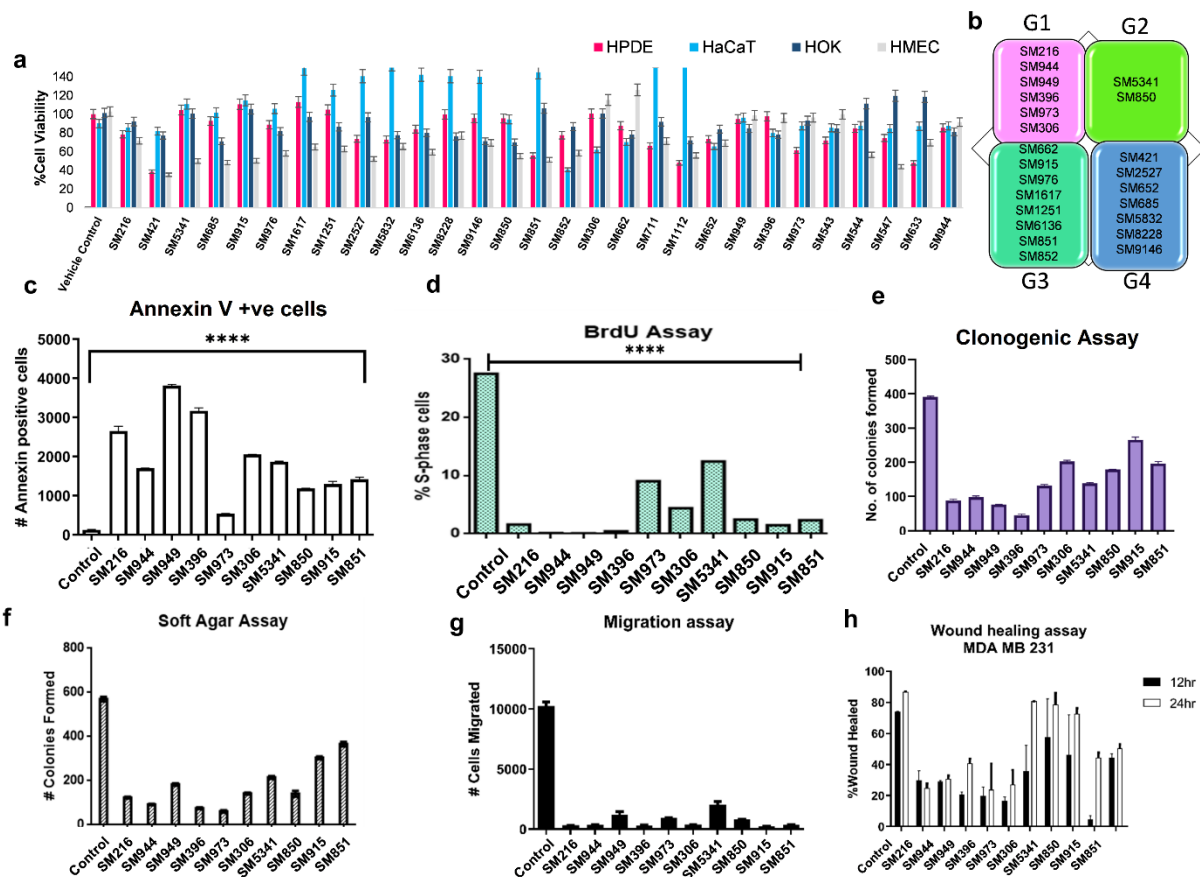 a
HPDE HaCaT HOK HMEC
%Cell Viability
140
120
100
80
60
40
20
0
Vehicle Control SM216 SM421 SM5341 SM685 SM915 SM976 SM1617 SM1251 SM2527 SM5832 SM6136 SM8228 SM9146 SM850 SM851 SM852 SM306 SM662 SM711 SM1112 SM652 SM949 SM396 SM973 SM543 SM544 SM547 SM633 SM944
b
G1 G2
SM216
SM944
SM949
SM396
SM973
SM306
SM5341
SM850
SM662
SM915
SM976
SM1617
SM1251
SM6136
SM851
SM852
SM421
SM2527
SM652
SM685
SM5832
SM8228
SM9146
G3 G4
c
Annexin V +ve cells
****
# Annexin positive cells
5000
4000
3000
2000
1000
0
Control SM216 SM944 SM949 SM396 SM973 SM306 SM5341 SM850 SM915 SM851
d
BrdU Assay
****
% S-phase cells
30
20
10
0
Control SM216 SM944 SM949 SM396 SM973 SM306 SM5341 SM850 SM915 SM851
e
Clonogenic Assay
No. of colonies formed
500
400
300
200
100
0
Control SM216 SM944 SM949 SM396 SM973 SM306 SM5341 SM850 SM915 SM851
f
Soft Agar Assay
# Colonies Formed
800
600
400
200
0
Control SM216 SM944 SM949 SM396 SM973 SM306 SM5341 SM850 SM915 SM851
g
Migration assay
# Cells Migrated
15000
10000
5000
0
Control SM216 SM944 SM949 SM396 SM973 SM396 SM5341 SM850 SM915 SM851
h
Wound healing assay
MDA MB 231
12hr
24hr
%Wound Healed
80
60
40
20
0
Control SM216 SM944 SM949 SM396 SM973 SM306 SM5341 SM850 SM915 SM851